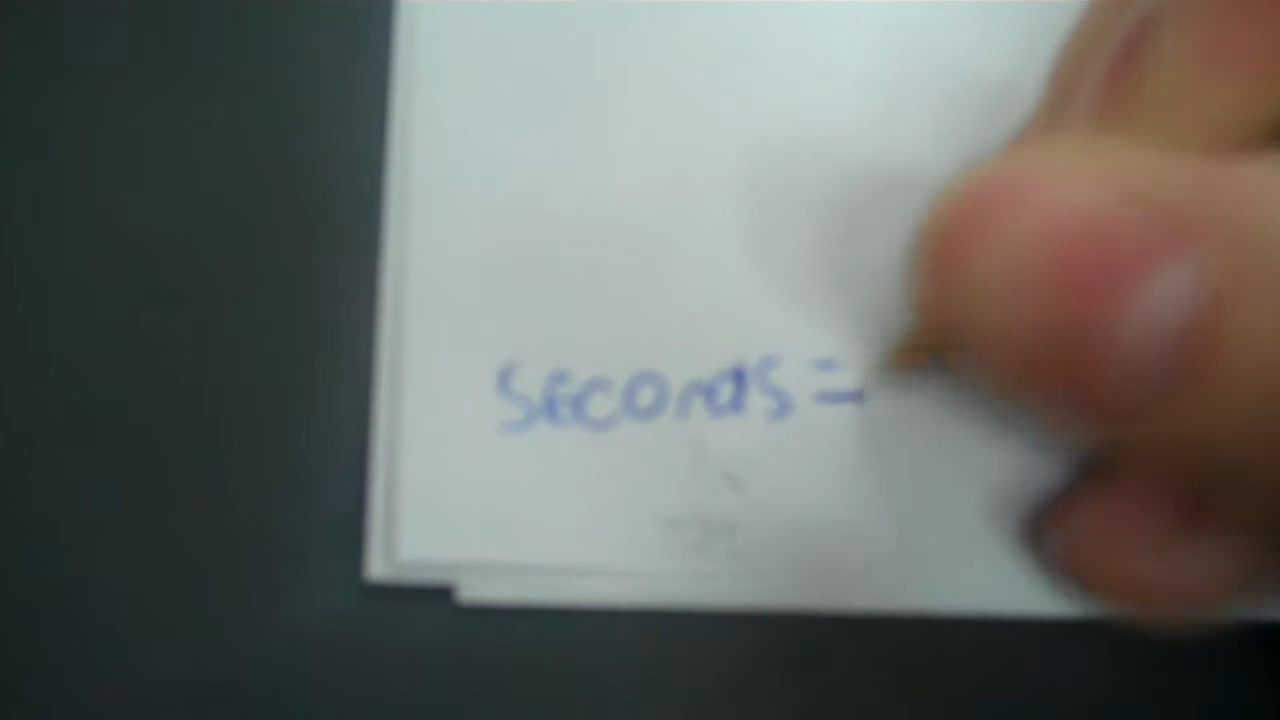 seconds =